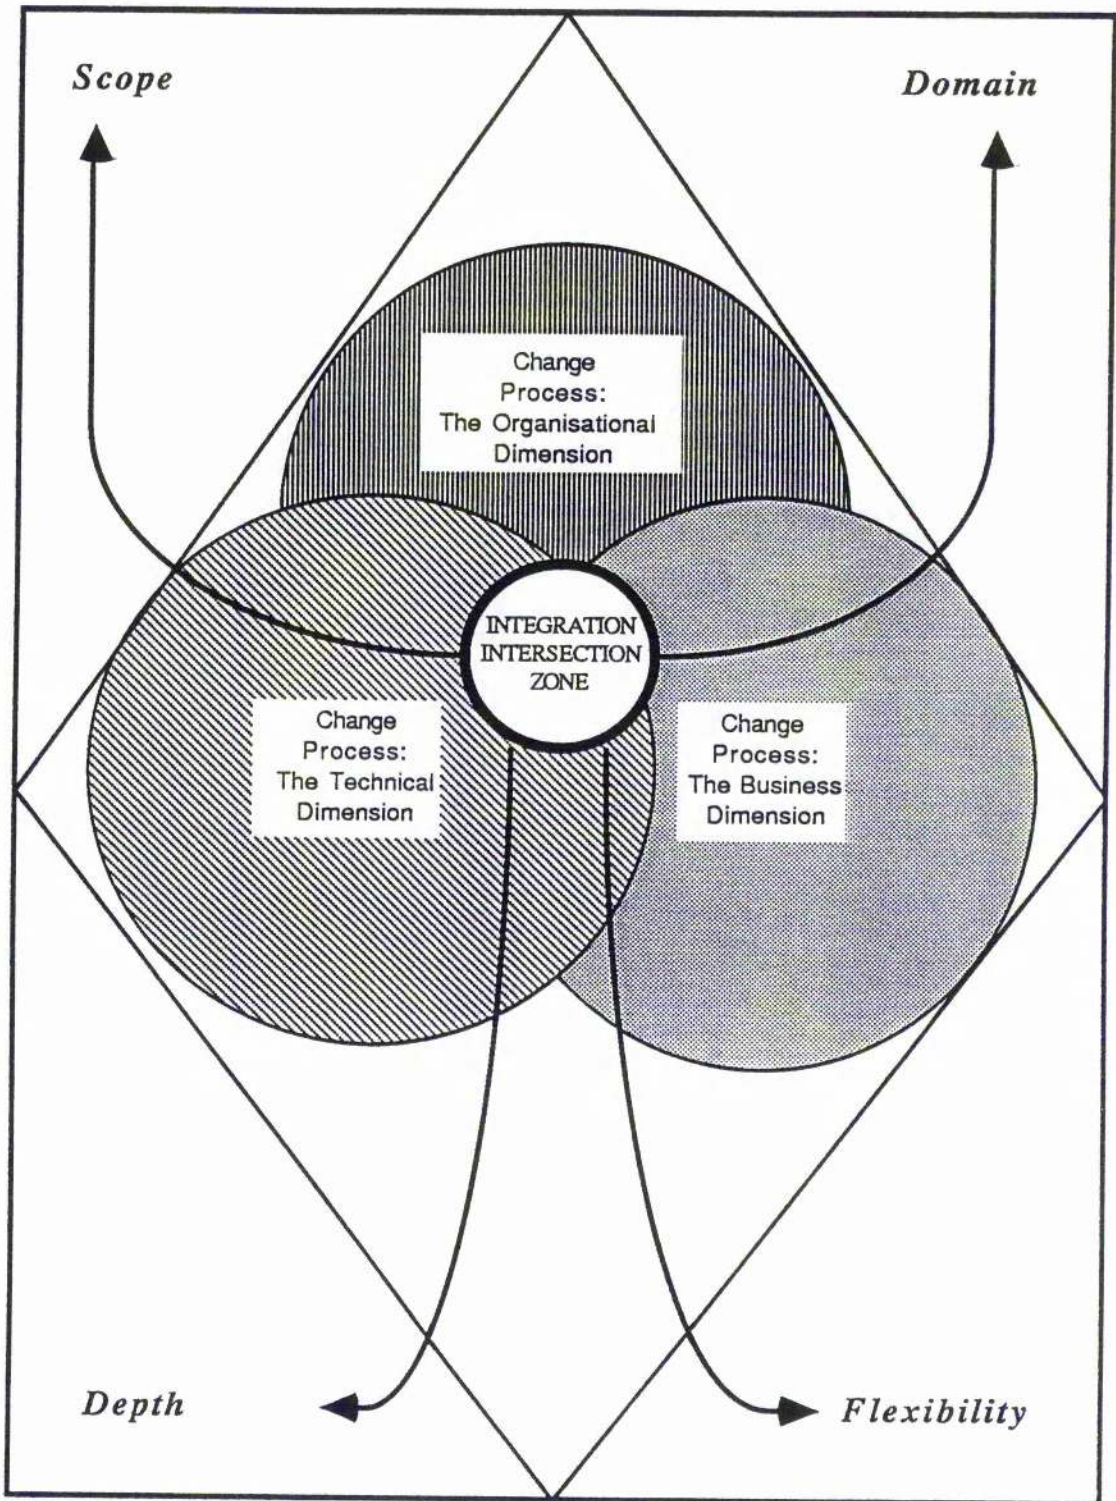 Scope
Domain
Change
Process:
The Organisational
Dimension
INTEGRATION
INTERSECTION
ZONE
Change
Process:
The Technical
Dimension
Change
Process:
The Business
Dimension
Depth
Flexibility